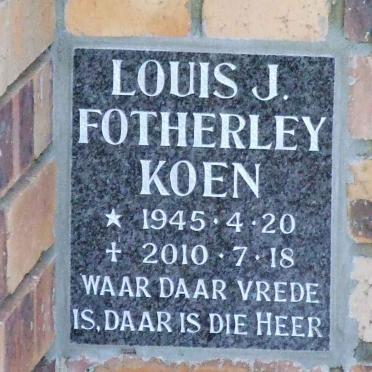 LOUIS J.
FOTHERLEY
KOEN
★ 1945·4·20
✝ 2010·7·18
WAAR DAAR VREDE
IS, DAAR IS DIE HEER